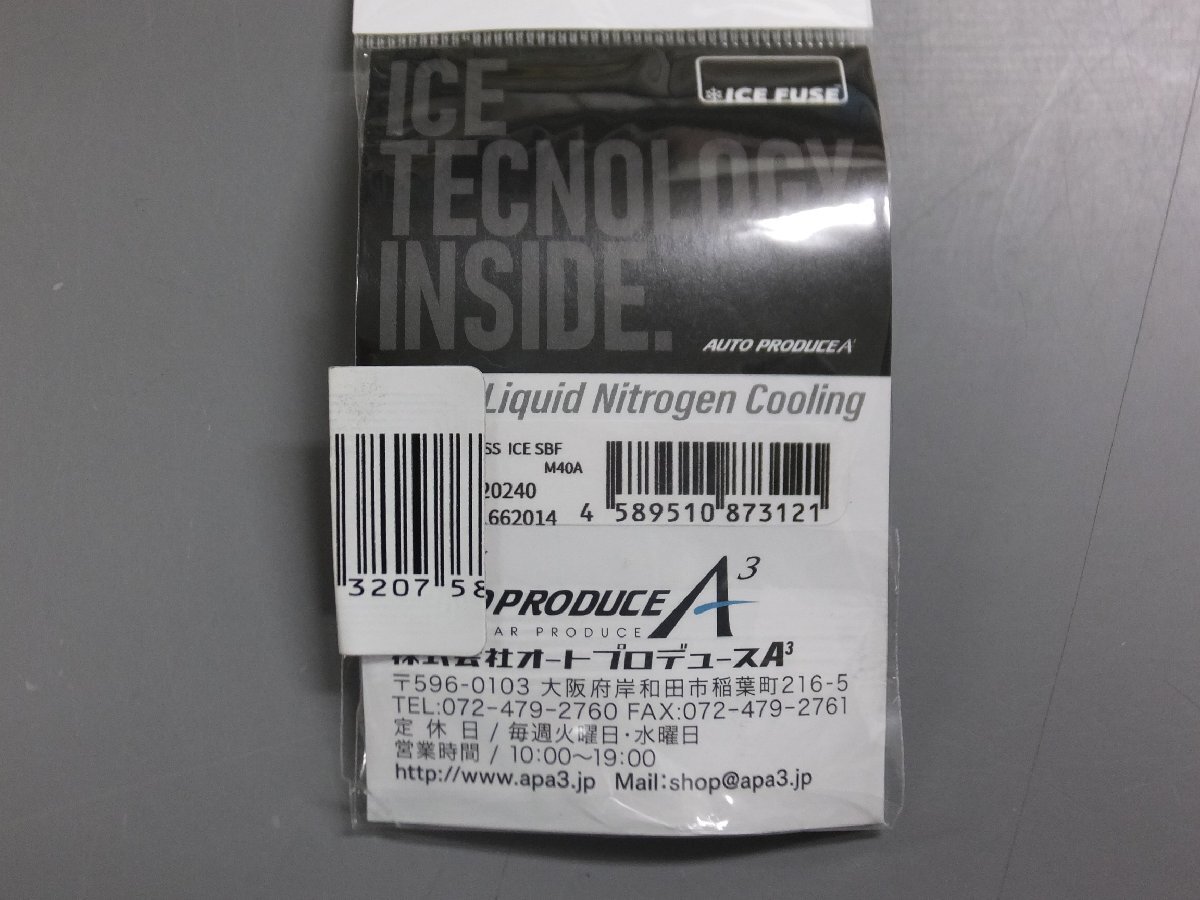 ICE FUSE
ICE
TECNOLOGY
INSIDE.
AUTO PRODUCE A³
Liquid Nitrogen Cooling
SS ICE SBF
M40A
20240
1662014
4 589510 873121
3207 58
PRODUCE A³
AR PRODUCE
株式会社オートプロデュースA³
〒596-0103 大阪府岸和田市稲葉町216-5
TEL:072-479-2760 FAX:072-479-2761
定 休 日 / 毎週火曜日・水曜日
営業時間 / 10:00〜19:00
http://www.apa3.jp Mail:shop@apa3.jp